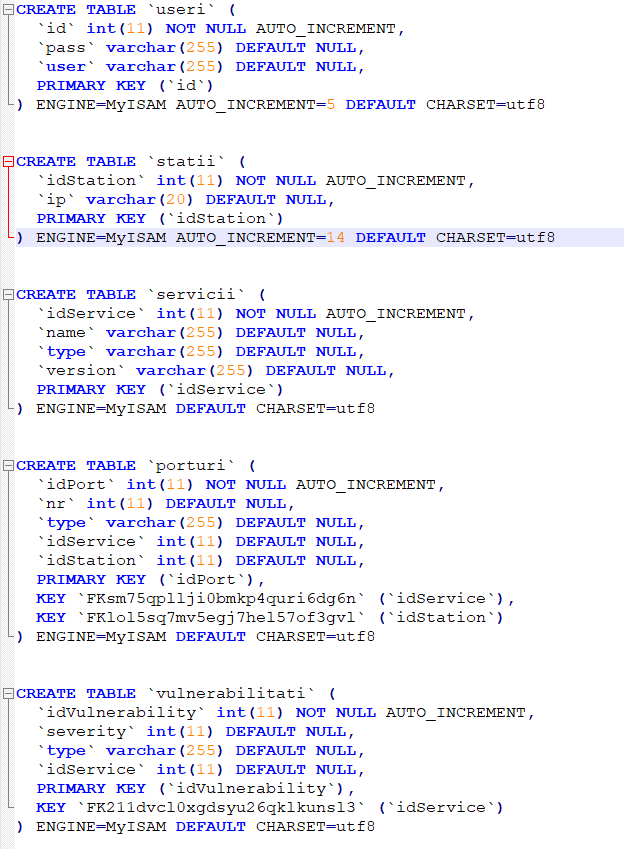 CREATE TABLE `useri` (
`id` int(11) NOT NULL AUTO_INCREMENT,
`pass` varchar(255) DEFAULT NULL,
`user` varchar(255) DEFAULT NULL,
PRIMARY KEY (`id`)
) ENGINE=MyISAM AUTO_INCREMENT=5 DEFAULT CHARSET=utf8
CREATE TABLE `statii` (
`idStation` int(11) NOT NULL AUTO_INCREMENT,
`ip` varchar(20) DEFAULT NULL,
PRIMARY KEY (`idStation`)
) ENGINE=MyISAM AUTO_INCREMENT=14 DEFAULT CHARSET=utf8
CREATE TABLE `servicii` (
`idService` int(11) NOT NULL AUTO_INCREMENT,
`name` varchar(255) DEFAULT NULL,
`type` varchar(255) DEFAULT NULL,
`version` varchar(255) DEFAULT NULL,
PRIMARY KEY (`idService`)
) ENGINE=MyISAM DEFAULT CHARSET=utf8
CREATE TABLE `porturi` (
`idPort` int(11) NOT NULL AUTO_INCREMENT,
`nr` int(11) DEFAULT NULL,
`type` varchar(255) DEFAULT NULL,
`idService` int(11) DEFAULT NULL,
`idStation` int(11) DEFAULT NULL,
PRIMARY KEY (`idPort`),
KEY `FKsm75qpllji0bmkp4quri6dg6n` (`idService`),
KEY `FKlol5sq7mv5egj7hel57of3gvl` (`idStation`)
) ENGINE=MyISAM DEFAULT CHARSET=utf8
CREATE TABLE `vulnerabilitati` (
`idVulnerability` int(11) NOT NULL AUTO_INCREMENT,
`severity` int(11) DEFAULT NULL,
`type` varchar(255) DEFAULT NULL,
`idService` int(11) DEFAULT NULL,
PRIMARY KEY (`idVulnerability`),
KEY `FK211dvcl0xgdsyu26qklkunsl3` (`idService`)
) ENGINE=MyISAM DEFAULT CHARSET=utf8